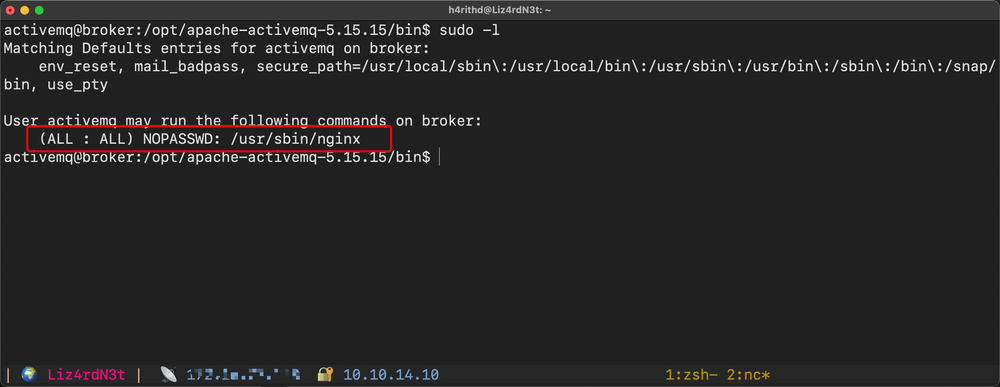 h4rithd@Liz4rdN3t: ~
activemq@broker:/opt/apache-activemq-5.15.15/bin$ sudo -l
Matching Defaults entries for activemq on broker:
    env_reset, mail_badpass, secure_path=/usr/local/sbin\:/usr/local/bin\:/usr/sbin\:/usr/bin\:/sbin\:/bin\:/snap/
bin, use_pty
User activemq may run the following commands on broker:
    (ALL : ALL) NOPASSWD: /usr/sbin/nginx
activemq@broker:/opt/apache-activemq-5.15.15/bin$
| 🌍 Liz4rdN3t | 📡 🔐 10.10.14.10 1:zsh- 2:nc*